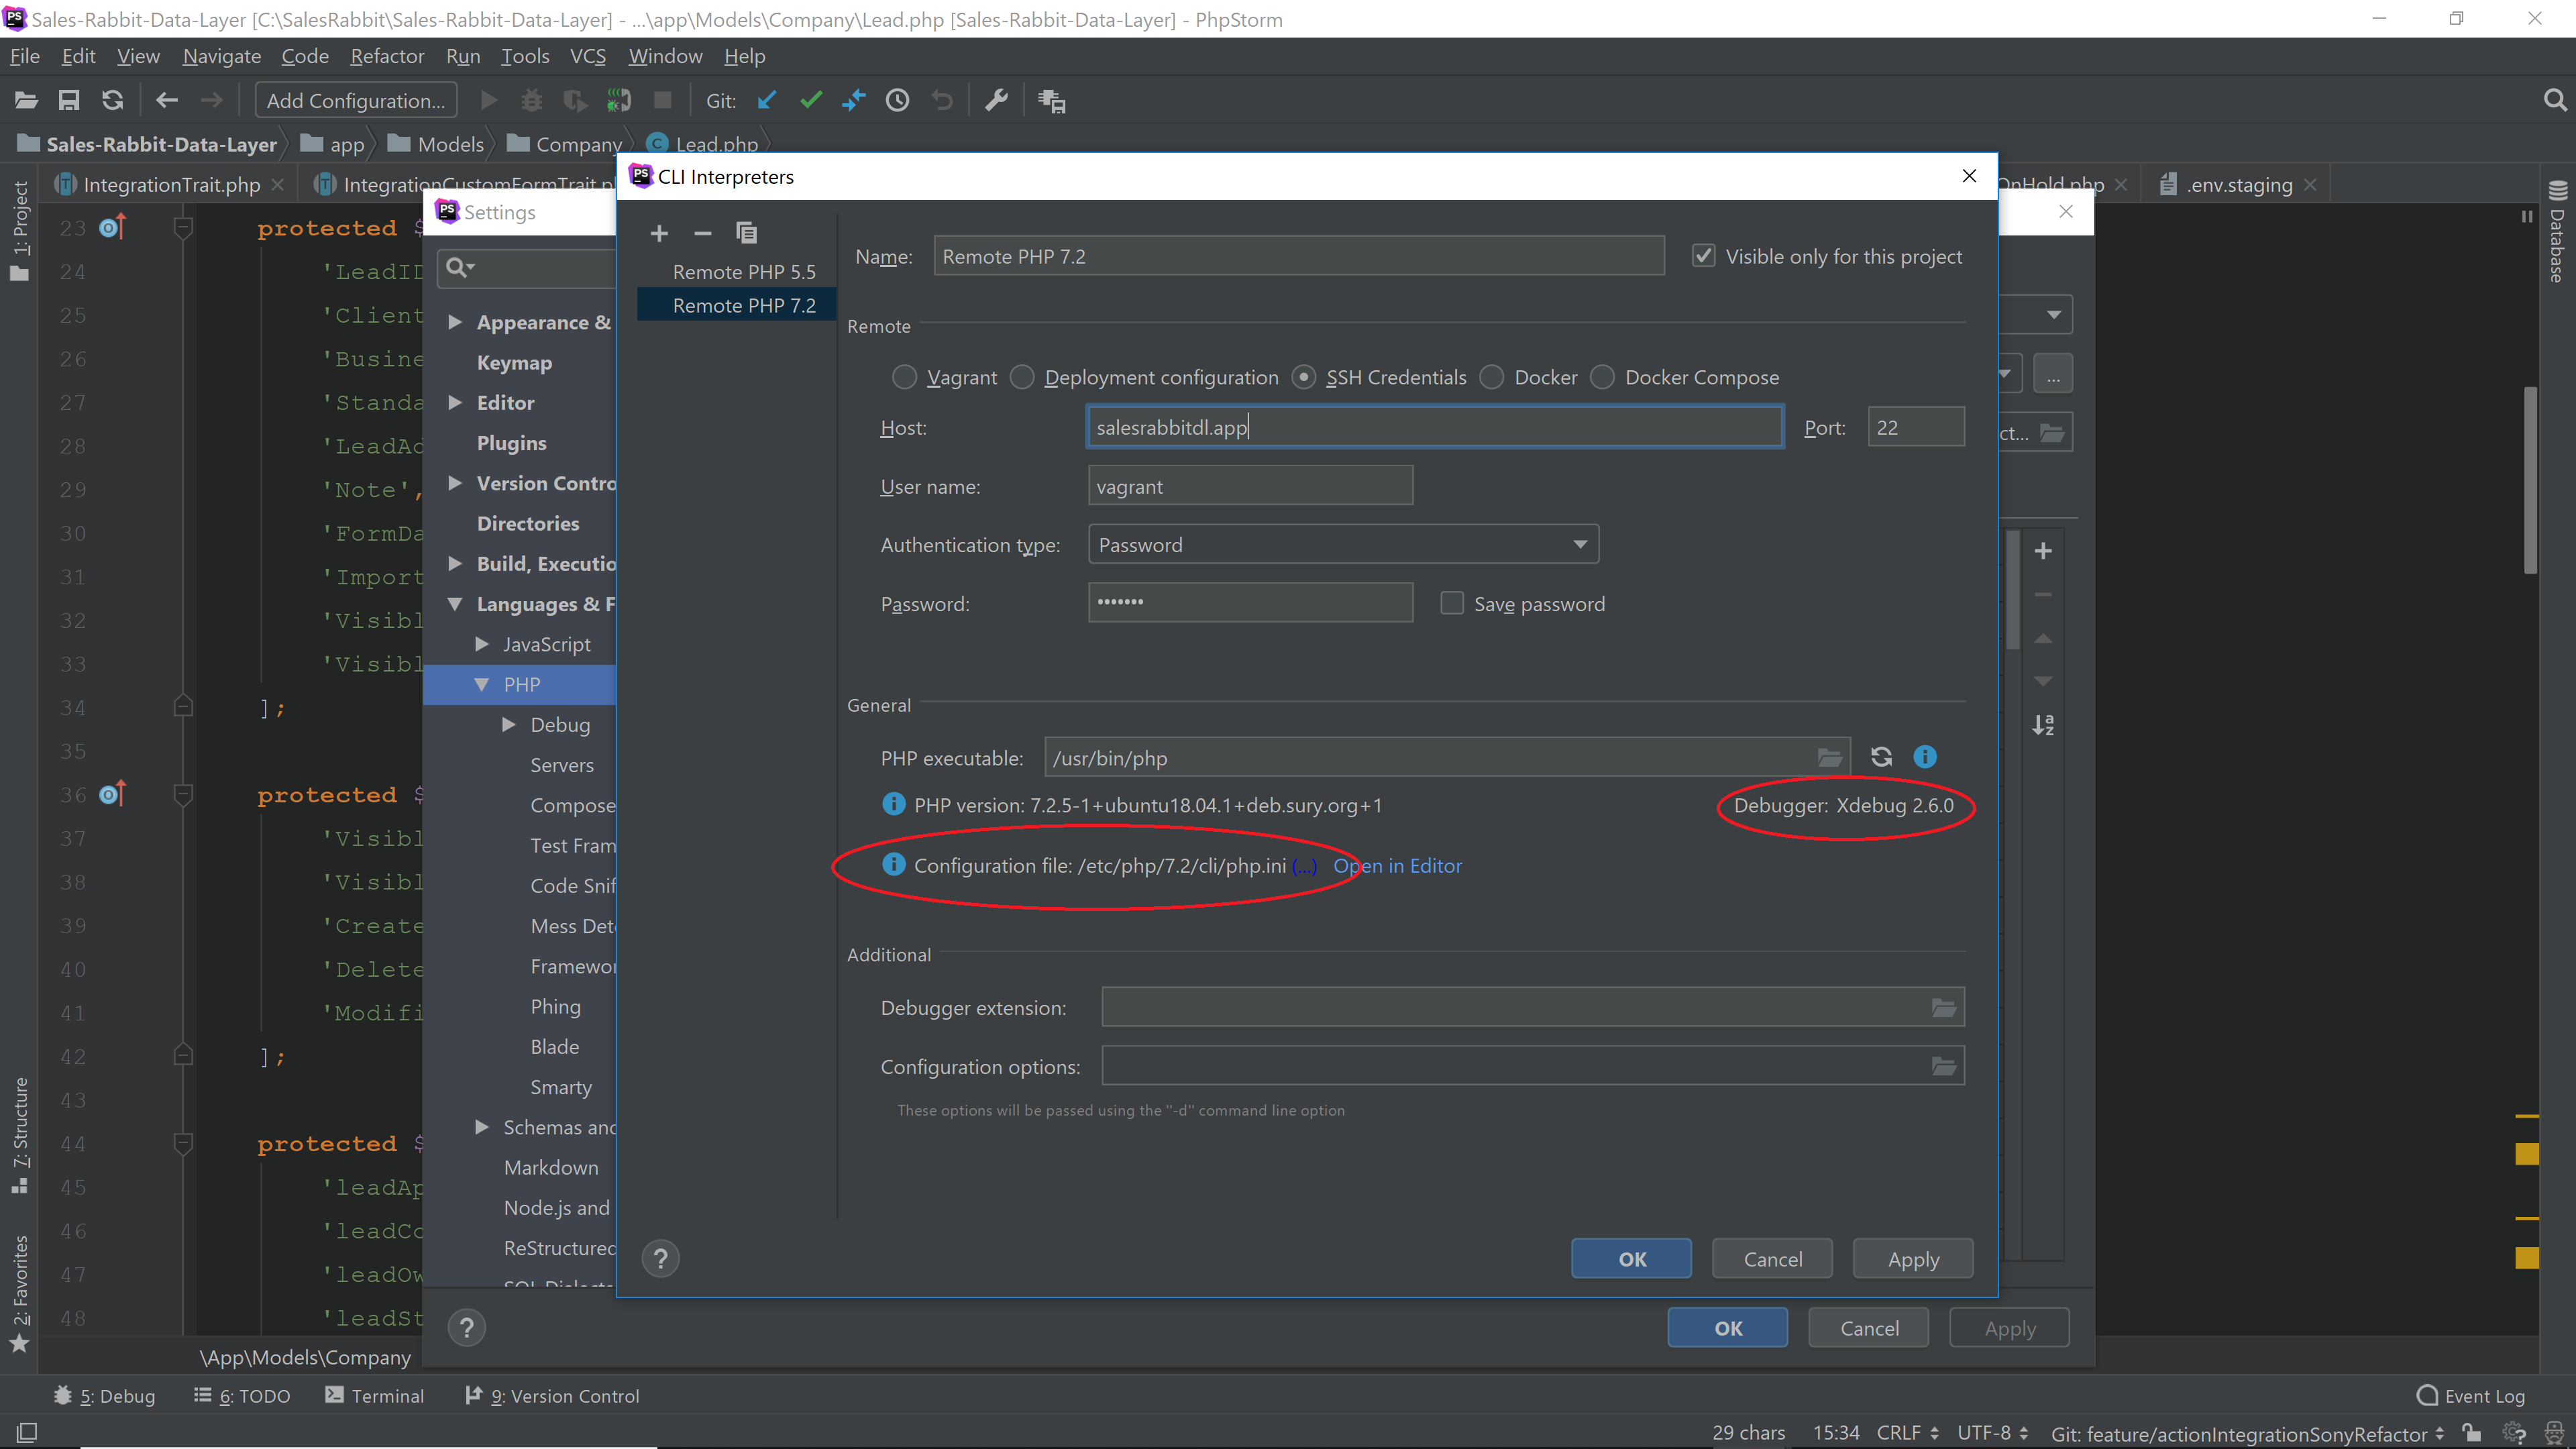 Sales-Rabbit-Data-Layer [C:\SalesRabbit\Sales-Rabbit-Data-Layer] - ...\app\Models\Company\Lead.php [Sales-Rabbit-Data-Layer] - PhpStorm
File Edit View Navigate Code Refactor Run Tools VCS Window Help
Add Configuration... Git:
Sales-Rabbit-Data-Layer app Models Company Lead.php
IntegrationTrait.php IntegrationCustomFormTrait.p OnHold.php .env.staging
1: Project
7: Structure
2: Favorites
Database
23 protected $
24 'LeadID
25 'Client
26 'Busine
27 'Standa
28 'LeadAd
29 'Note',
30 'FormDa
31 'Import
32 'Visibl
33 'Visibl
34 ];
35
36 protected $
37 'Visibl
38 'Visibl
39 'Create
40 'Delete
41 'Modifi
42 ];
43
44 protected $
45 'leadAp
46 'leadCo
47 'leadOw
48 'leadSt
\App\Models\Company
Settings
Appearance &
Keymap
Editor
Plugins
Version Contro
Directories
Build, Executio
Languages & F
JavaScript
PHP
Debug
Servers
Compose
Test Fram
Code Snif
Mess Det
Framewor
Phing
Blade
Smarty
Schemas and
Markdown
Node.js and
ReStructured
SQL Dialects
...
ct...
OK Cancel Apply
CLI Interpreters
Remote PHP 5.5
Remote PHP 7.2
Name: Remote PHP 7.2 Visible only for this project
Remote
Vagrant Deployment configuration SSH Credentials Docker Docker Compose
Host: salesrabbitdl.app Port: 22
User name: vagrant
Authentication type: Password
Password: ••••••• Save password
General
PHP executable: /usr/bin/php
PHP version: 7.2.5-1+ubuntu18.04.1+deb.sury.org+1 Debugger: Xdebug 2.6.0
Configuration file: /etc/php/7.2/cli/php.ini (...) Open in Editor
Additional
Debugger extension:
Configuration options:
These options will be passed using the "-d" command line option
OK Cancel Apply
5: Debug 6: TODO Terminal 9: Version Control Event Log
29 chars 15:34 CRLF UTF-8 Git: feature/actionIntegrationSonyRefactor